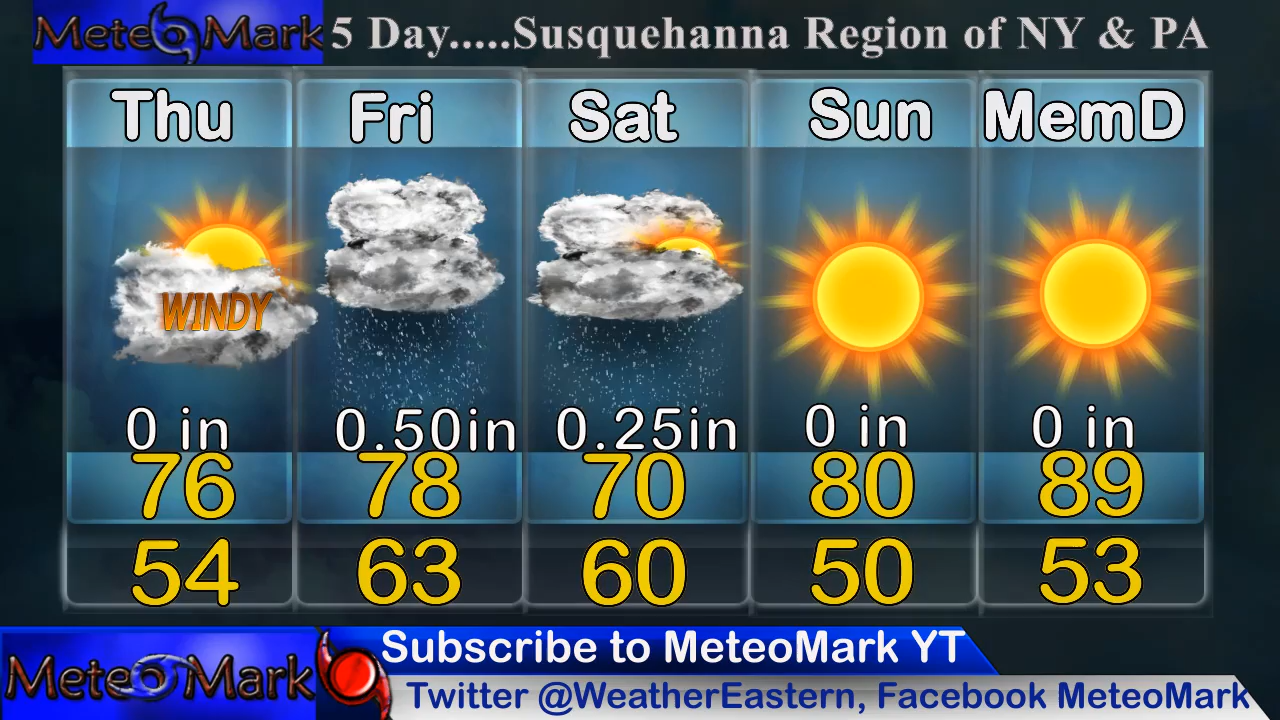 MeteoMark 5 Day.....Susquehanna Region of NY & PA
Thu Fri Sat Sun MemD
WINDY
0 in 0.50in 0.25in 0 in 0 in
76 78 70 80 89
54 63 60 50 53
Subscribe to MeteoMark YT
MeteoMark
Twitter @WeatherEastern, Facebook MeteoMark